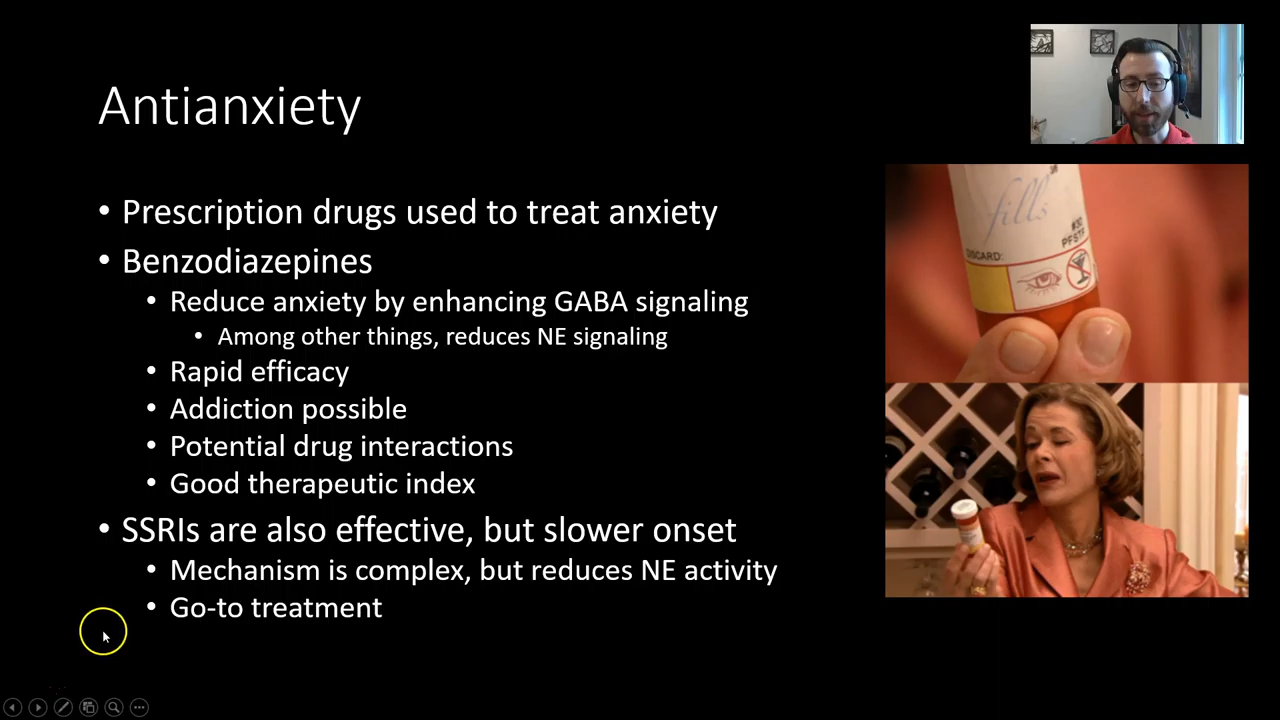 Antianxiety
• Prescription drugs used to treat anxiety
• Benzodiazepines
• Reduce anxiety by enhancing GABA signaling
• Among other things, reduces NE signaling
• Rapid efficacy
• Addiction possible
• Potential drug interactions
• Good therapeutic index
• SSRIs are also effective, but slower onset
• Mechanism is complex, but reduces NE activity
• Go-to treatment
fills
DISCARD: